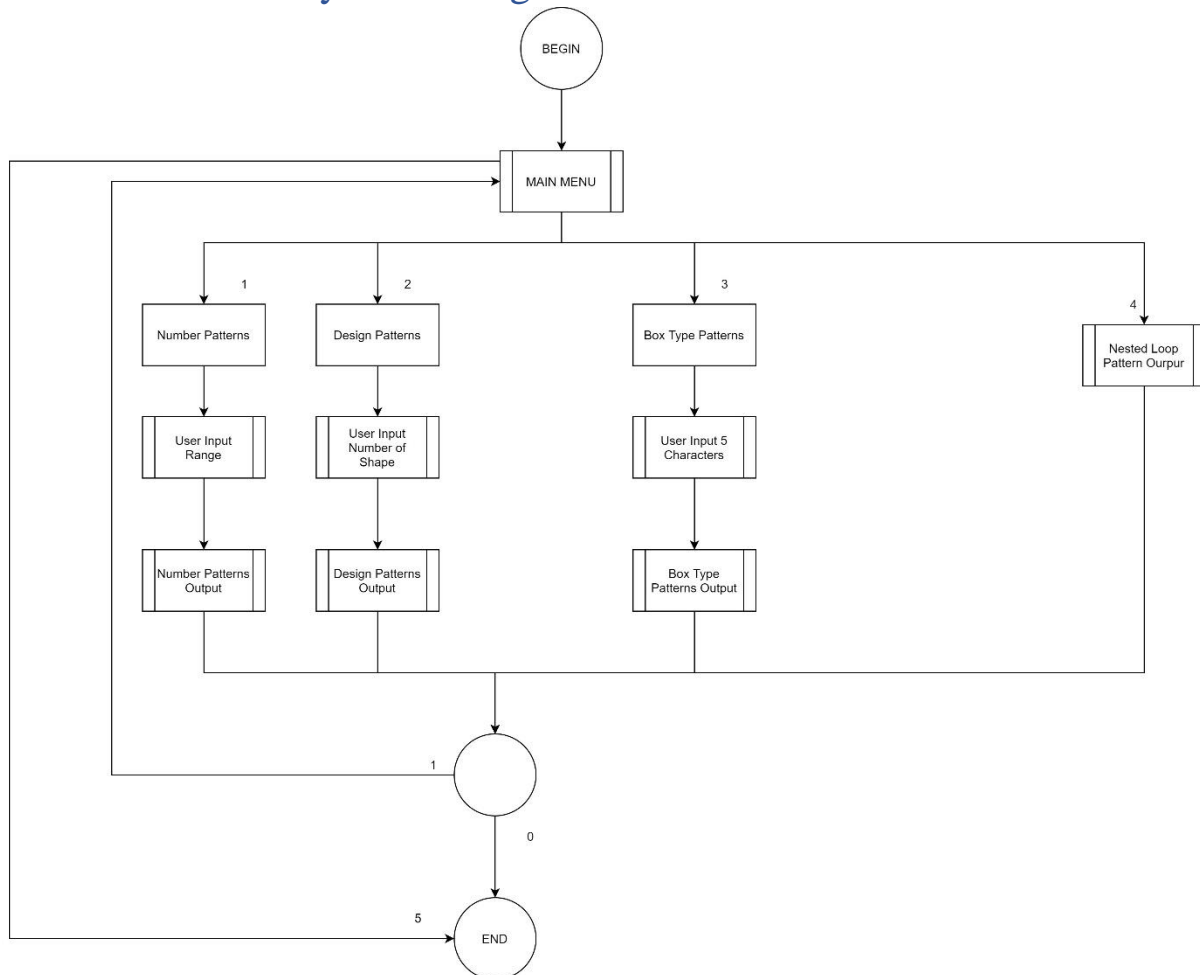 BEGIN
MAIN MENU
1
2
3
4
Number Patterns
Design Patterns
Box Type Patterns
Nested Loop
Pattern Ourpur
User Input
Range
User Input
Number of
Shape
User Input 5
Characters
Number Patterns
Output
Design Patterns
Output
Box Type
Patterns Output
1
0
5
END